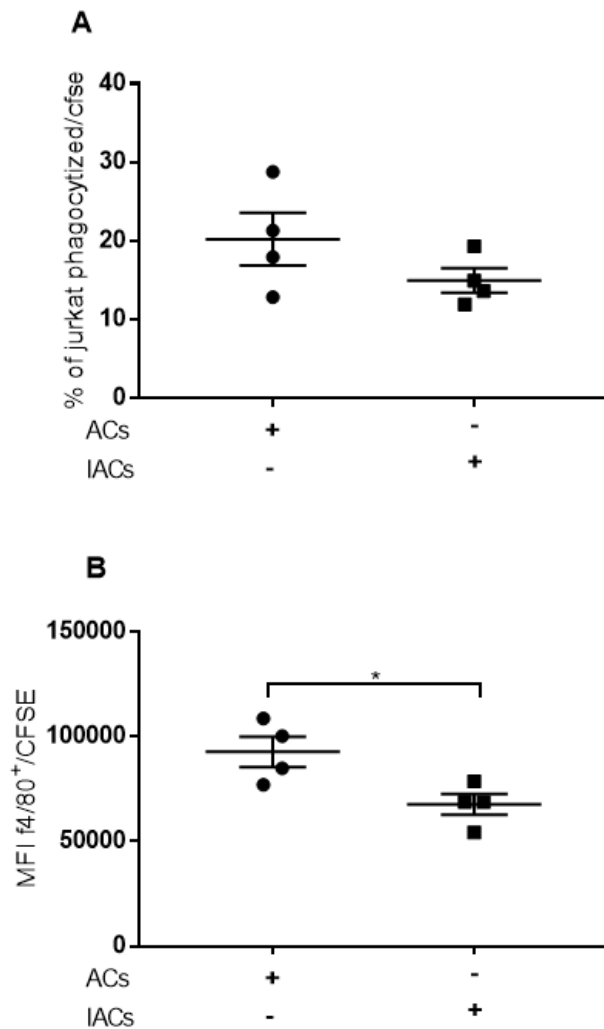 A
% of jurkat phagocytized/cfse
40
30
20
10
0
ACs + -
IACs - +
B
MFI f4/80⁺/CFSE
150000
100000
50000
0
*
ACs + -
IACs - +